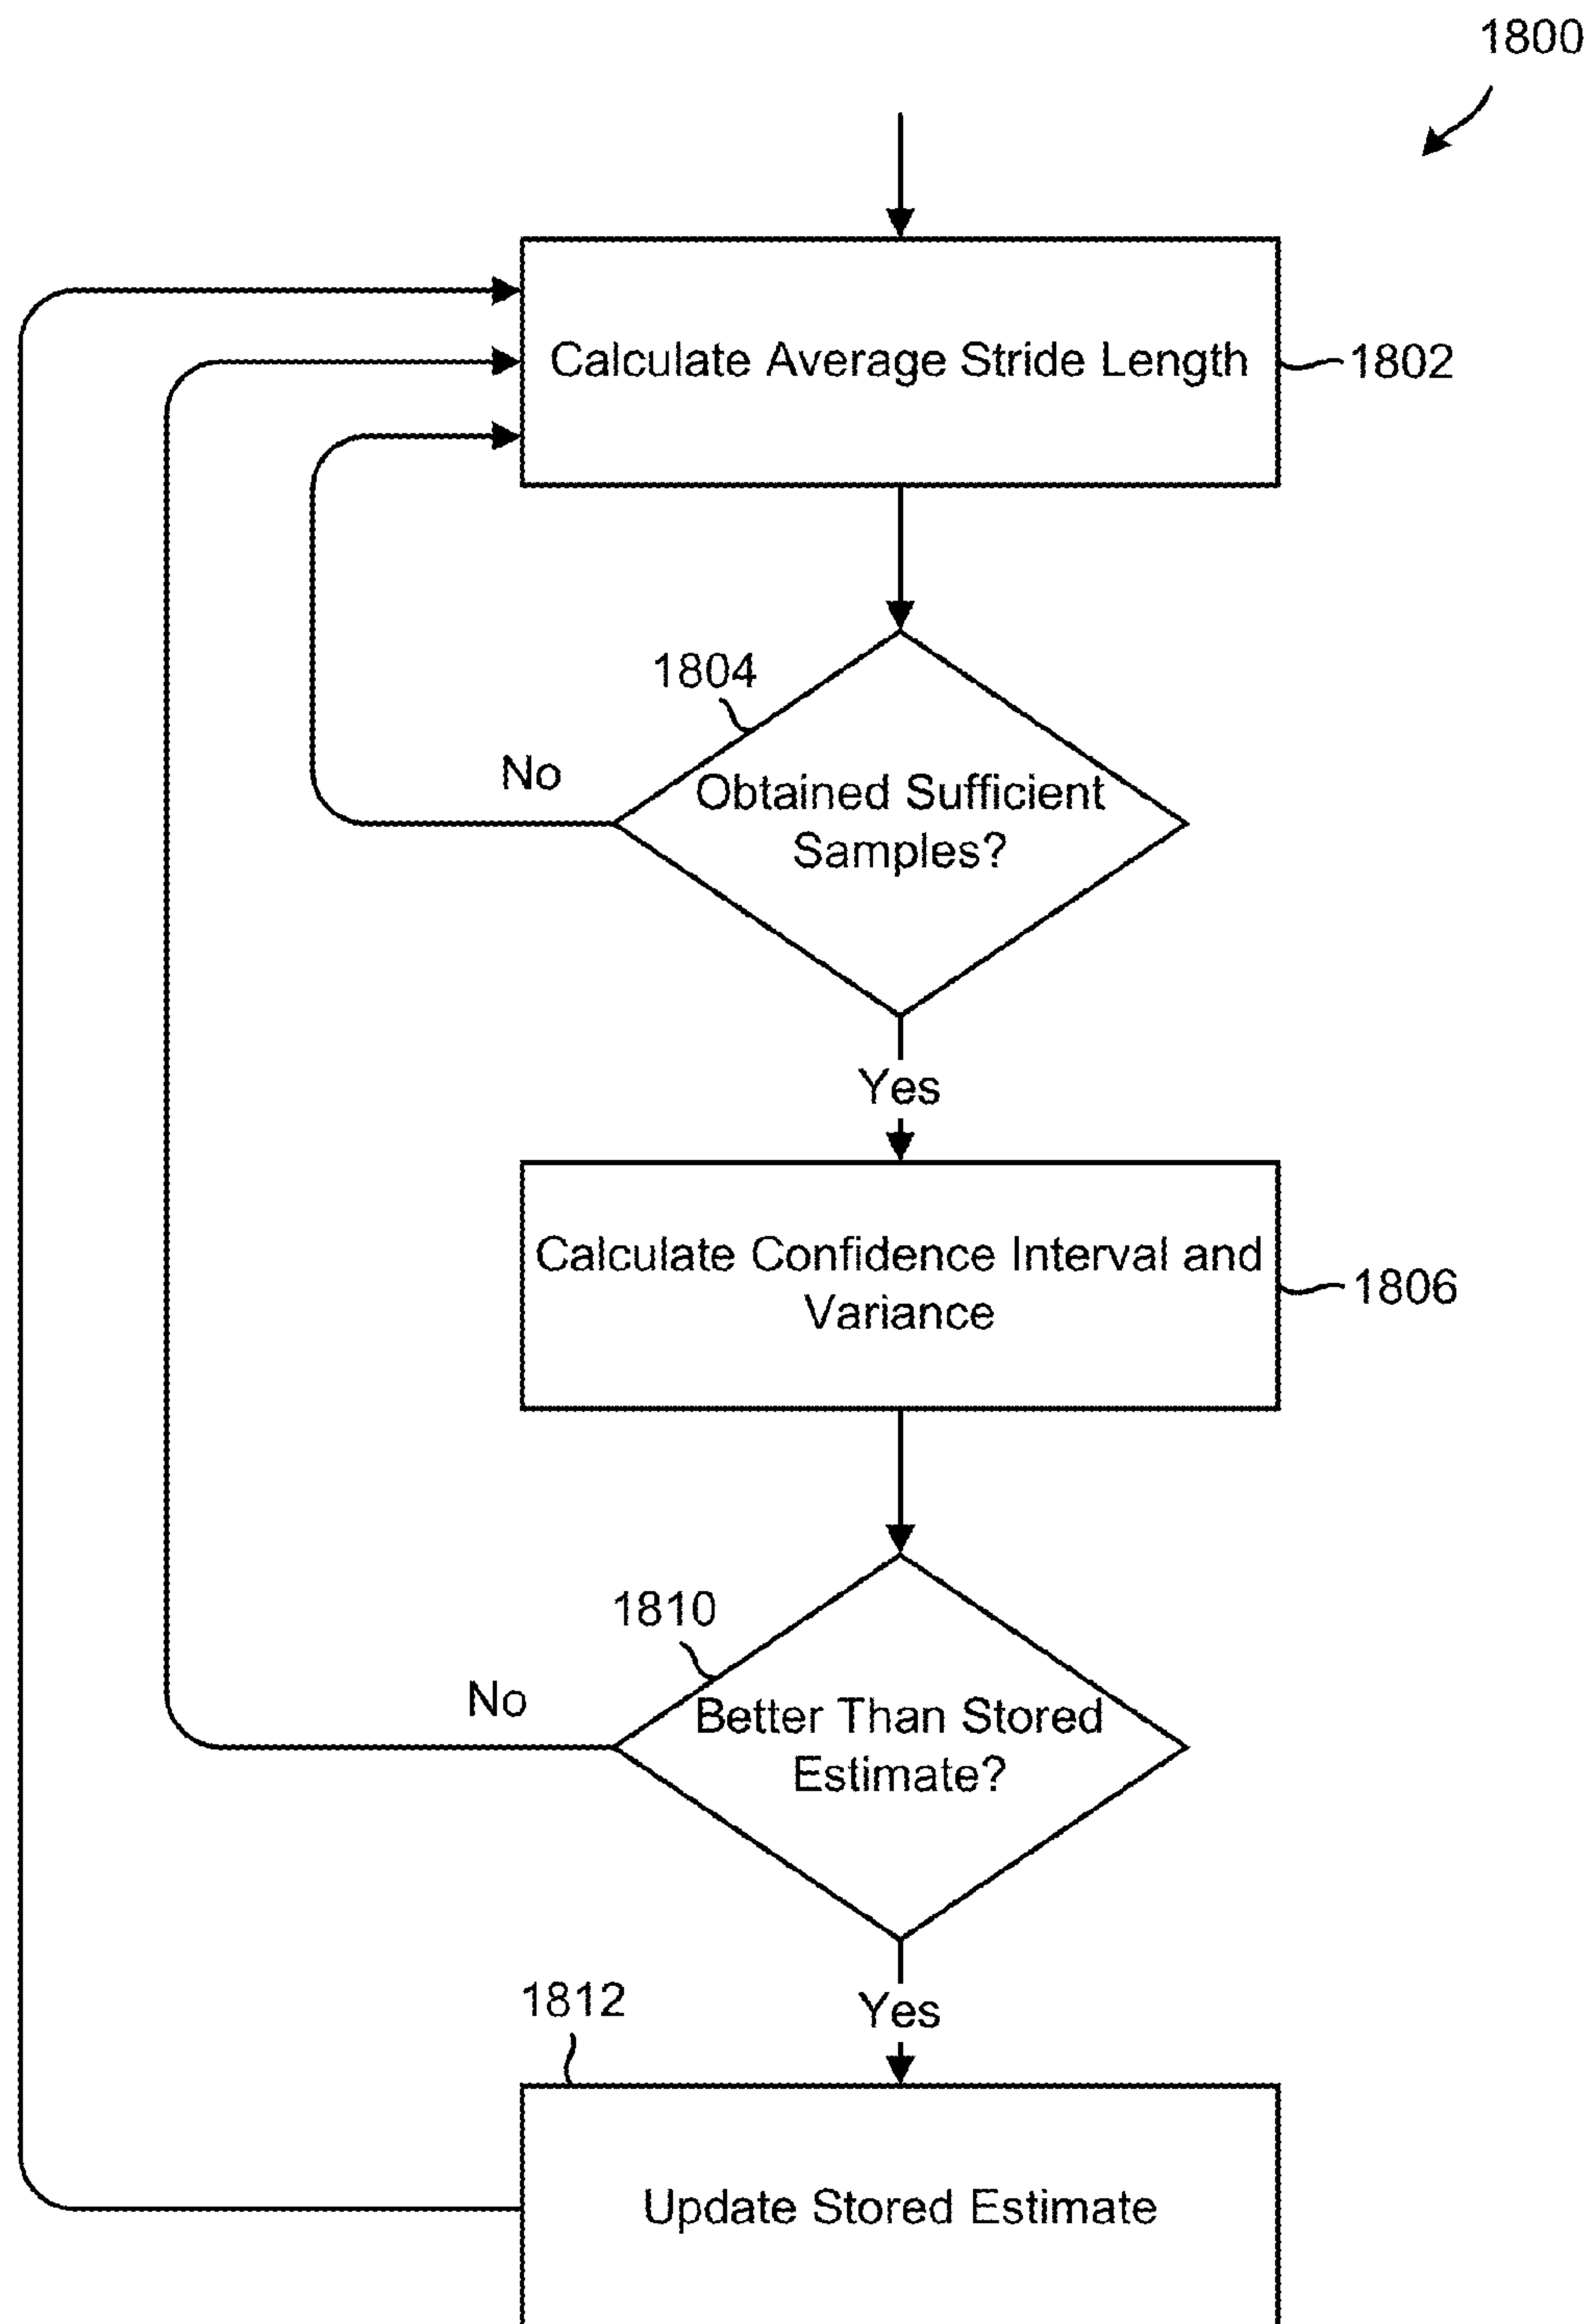 1800
Calculate Average Stride Length
1802
1804
No
Obtained Sufficient
Samples?
Yes
Calculate Confidence Interval and
Variance
1806
1810
No
Better Than Stored
Estimate?
1812
Yes
Update Stored Estimate